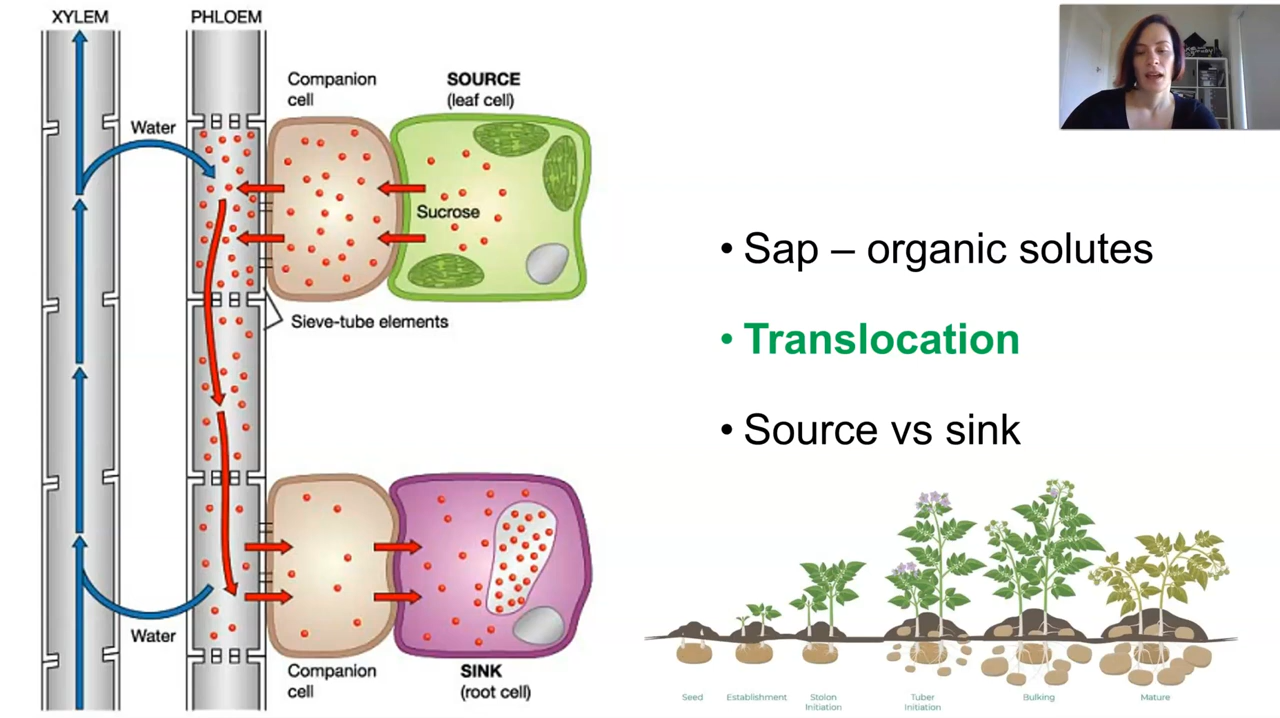 XYLEM
PHLOEM
Companion
cell
SOURCE
(leaf cell)
Water
Sucrose
Sieve-tube elements
Water
Companion
cell
SINK
(root cell)
• Sap – organic solutes
• Translocation
• Source vs sink
Seed
Establishment
Stolon
Initiation
Tuber
Initiation
Bulking
Mature